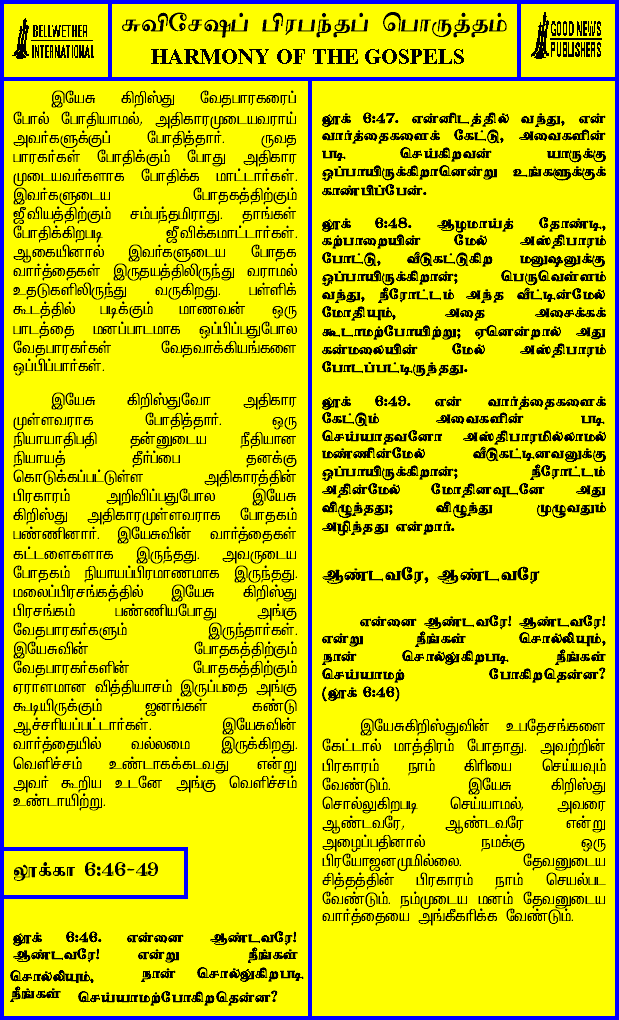 BELLWETHER
INTERNATIONAL
சுவிசேஷப் பிரபந்தப் பொருத்தம்
HARMONY OF THE GOSPELS
GOOD NEWS
PUBLISHERS
இயேசு கிறிஸ்து வேதபாரகரைப்
போல் போதியாமல், அதிகாரமுடையவராய்
அவர்களுக்குப் போதித்தார். ருவத
பாரகர்கள் போதிக்கும் போது அதிகார
முடையவர்களாக போதிக்க மாட்டார்கள்.
இவர்களுடைய போதகத்திற்கும்
ஜீவியத்திற்கும் சம்பந்தமிராது. தாங்கள்
போதிக்கிறபடி ஜீவிக்கமாட்டார்கள்.
ஆகையினால் இவர்களுடைய போதக
வார்த்தைகள் இருதயத்திலிருந்து வராமல்
உதடுகளிலிருந்து வருகிறது. பள்ளிக்
கூடத்தில் படிக்கும் மாணவன் ஒரு
பாடத்தை மனப்பாடமாக ஒப்பிப்பதுபோல
வேதபாரகர்கள் வேதவாக்கியங்களை
ஒப்பிப்பார்கள்.
இயேசு கிறிஸ்துவோ அதிகார
முள்ளவராக போதித்தார். ஒரு
நியாயாதிபதி தன்னுடைய நீதியான
நியாயத் தீர்ப்பை தனக்கு
கொடுக்கப்பட்டுள்ள அதிகாரத்தின்
பிரகாரம் அறிவிப்பதுபோல இயேசு
கிறிஸ்து அதிகாரமுள்ளவராக போதகம்
பண்ணினார். இயேசுவின் வார்த்தைகள்
கட்டளைகளாக இருந்தது. அவருடைய
போதகம் நியாயப்பிரமாணமாக இருந்தது.
மலைப்பிரசங்கத்தில் இயேசு கிறிஸ்து
பிரசங்கம் பண்ணியபோது அங்கு
வேதபாரகர்களும் இருந்தார்கள்.
இயேசுவின் போதகத்திற்கும்
வேதபாரகர்களின் போதகத்திற்கும்
ஏராளமான வித்தியாசம் இருப்பதை அங்கு
கூடியிருக்கும் ஜனங்கள் கண்டு
ஆச்சரியப்பட்டார்கள். இயேசுவின்
வார்த்தையில் வல்லமை இருக்கிறது.
வெளிச்சம் உண்டாகக்கடவது என்று
அவர் கூறிய உடனே அங்கு வெளிச்சம்
உண்டாயிற்று.
லூக்கா 6:46-49
லூக் 6:46. என்னை ஆண்டவரே!
ஆண்டவரே! என்று நீங்கள்
சொல்லியும், நான் சொல்லுகிறபடி
நீங்கள் செய்யாமற்போகிறதென்ன?
லூக் 6:47. என்னிடத்தில் வந்து, என்
வார்த்தைகளைக் கேட்டு, அவைகளின்
படி செய்கிறவன் யாருக்கு
ஒப்பாயிருக்கிறானென்று உங்களுக்குக்
காண்பிப்பேன்.
லூக் 6:48. ஆழமாய்த் தோண்டி,
கற்பாறையின் மேல் அஸ்திபாரம்
போட்டு, வீடுகட்டுகிற மனுஷனுக்கு
ஒப்பாயிருக்கிறான்; பெருவெள்ளம்
வந்து, நீரோட்டம் அந்த வீட்டின்மேல்
மோதியும், அதை அசைக்கக்
கூடாமற்போயிற்று; ஏனென்றால் அது
கன்மலையின் மேல் அஸ்திபாரம்
போடப்பட்டிருந்தது.
லூக் 6:49. என் வார்த்தைகளைக்
கேட்டும் அவைகளின் படி
செய்யாதவனோ அஸ்திபாரமில்லாமல்
மண்ணின்மேல் வீடுகட்டினவனுக்கு
ஒப்பாயிருக்கிறான்; நீரோட்டம்
அதின்மேல் மோதினவுடனே அது
விழுந்தது; விழுந்து முழுவதும்
அழிந்தது என்றார்.
ஆண்டவரே, ஆண்டவரே
என்னை ஆண்டவரே! ஆண்டவரே!
என்று நீங்கள் சொல்லியும்,
நான் சொல்லுகிறபடி நீங்கள்
செய்யாமற் போகிறதென்ன?
(லூக் 6:46)
இயேசுகிறிஸ்துவின் உபதேசங்களை
கேட்டால் மாத்திரம் போதாது. அவற்றின்
பிரகாரம் நாம் கிரியை செய்யவும்
வேண்டும். இயேசு கிறிஸ்து
சொல்லுகிறபடி செய்யாமல், அவரை
ஆண்டவரே, ஆண்டவரே என்று
அழைப்பதினால் நமக்கு ஒரு
பிரயோஜனமுமில்லை. தேவனுடைய
சித்தத்தின் பிரகாரம் நாம் செயல்பட
வேண்டும். நம்முடைய மனம் தேவனுடைய
வார்த்தையை அங்கீகரிக்க வேண்டும்.